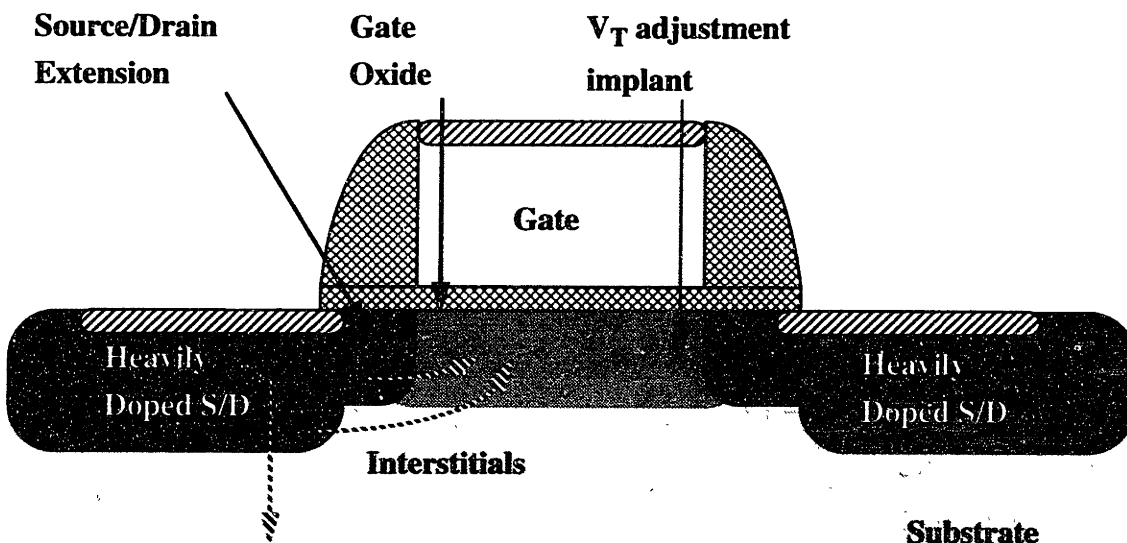 Source/Drain
Extension
Gate
Oxide
V_T adjustment
implant
Gate
Heavily
Doped S/D
Heavily
Doped S/D
Interstitials
Substrate